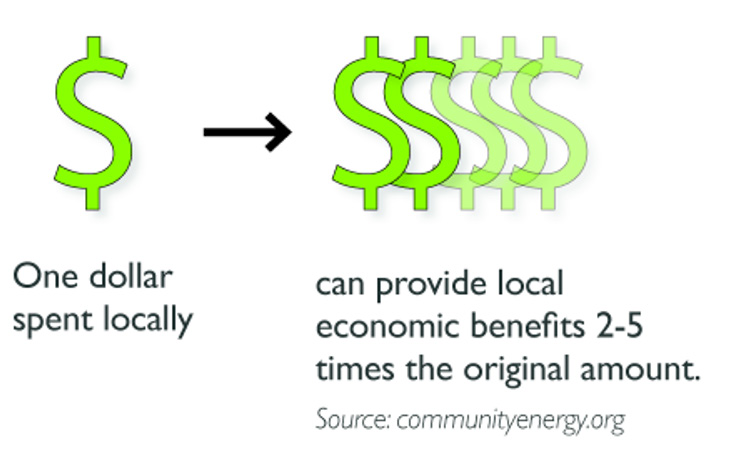 $
$$$$$
One dollar
spent locally
can provide local
economic benefits 2-5
times the original amount.
Source: communityenergy.org